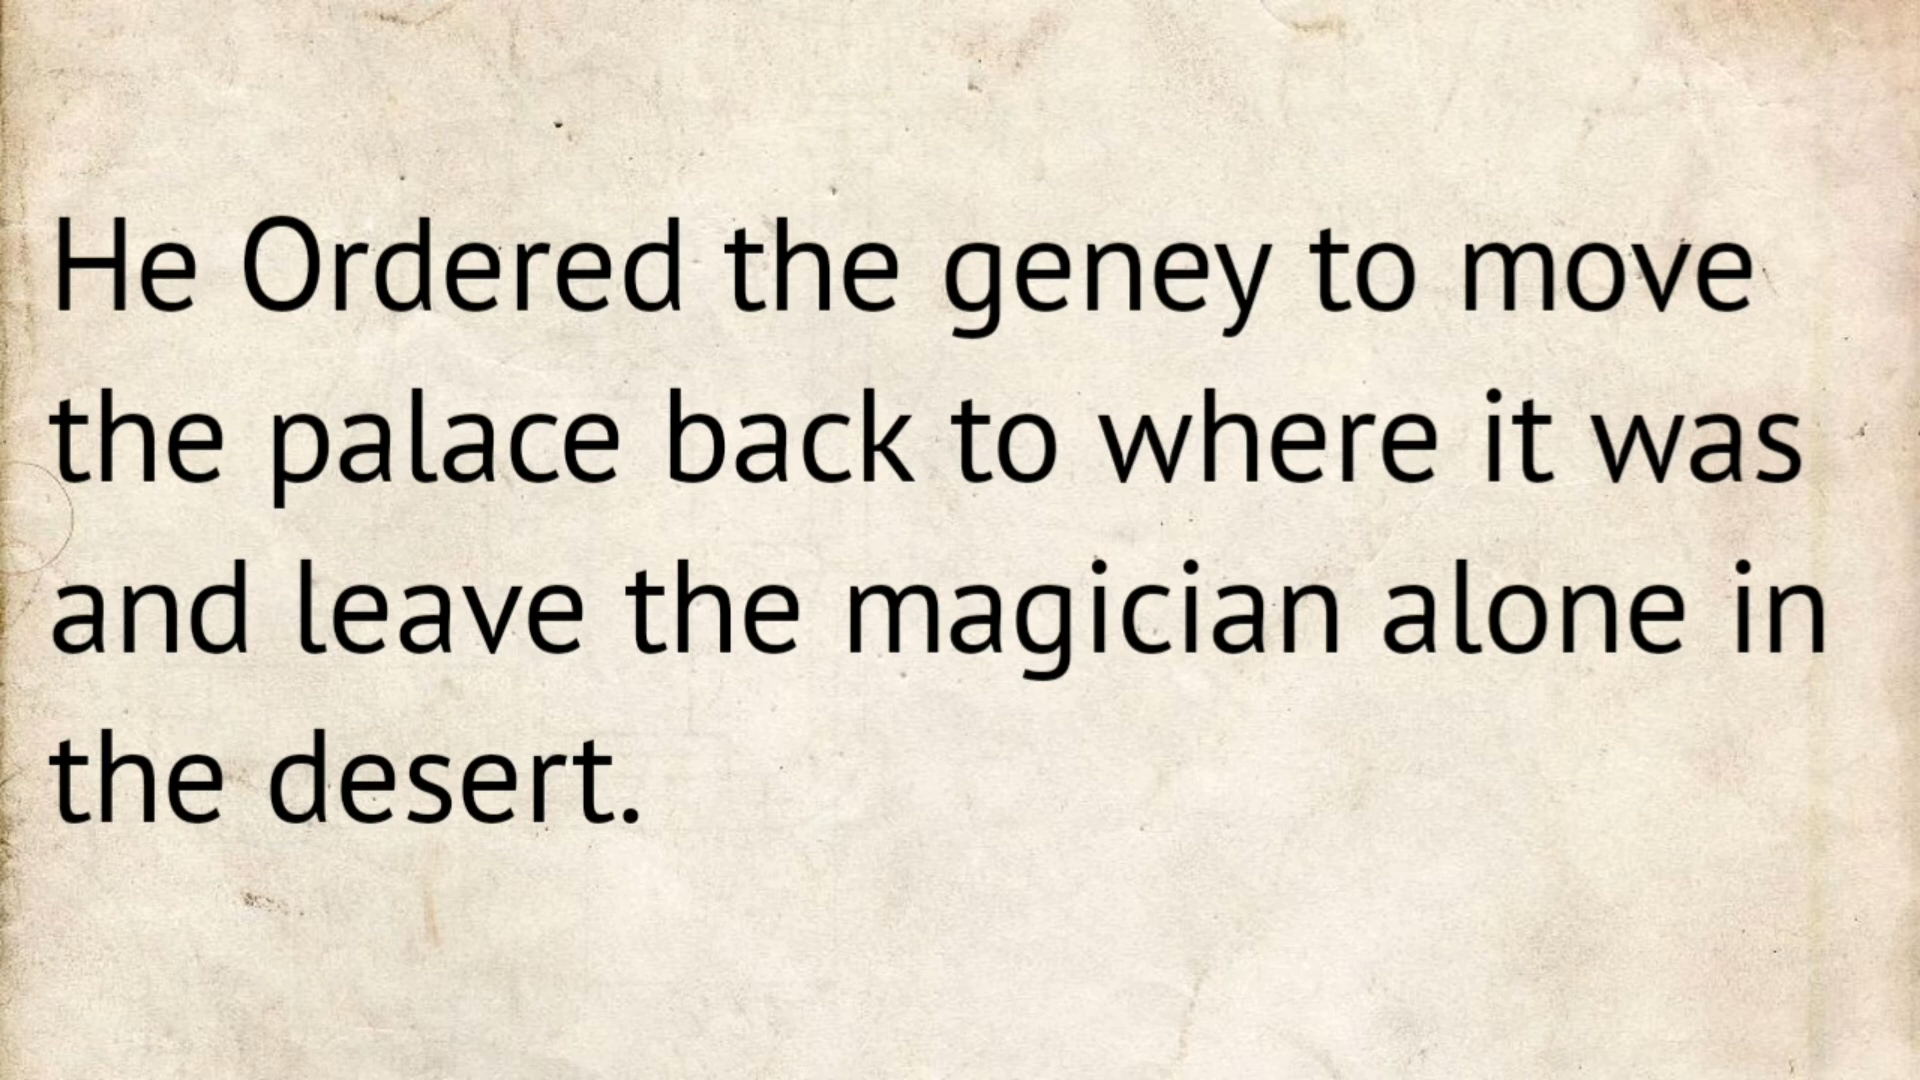 He Ordered the geney to move
the palace back to where it was
and leave the magician alone in
the desert.